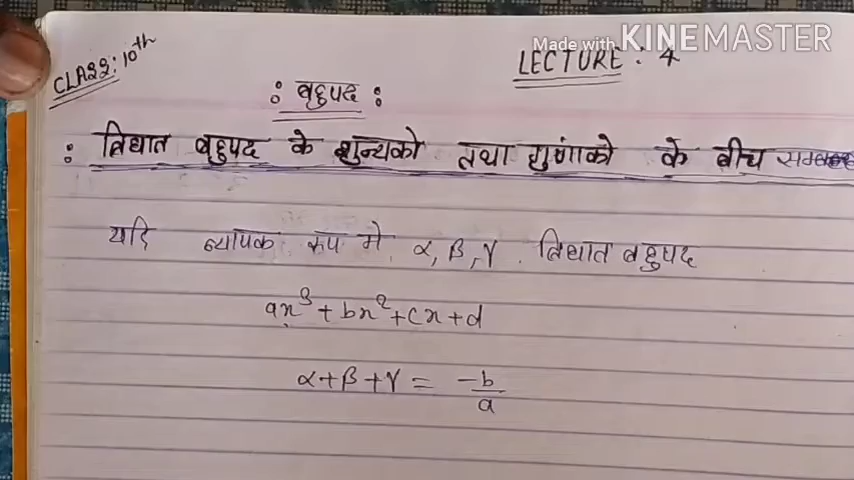 Made with KINEMASTER
CLASS: 10th
LECTURE : 4
: बहुपद :
: त्रिघात बहुपद के शुन्यको तथा गुणांको के बीच
यदि व्यापक रूप मे α, β, γ . त्रिघात बहुपद
ax³ + bx² + cx + d
α + β + γ = -b/a